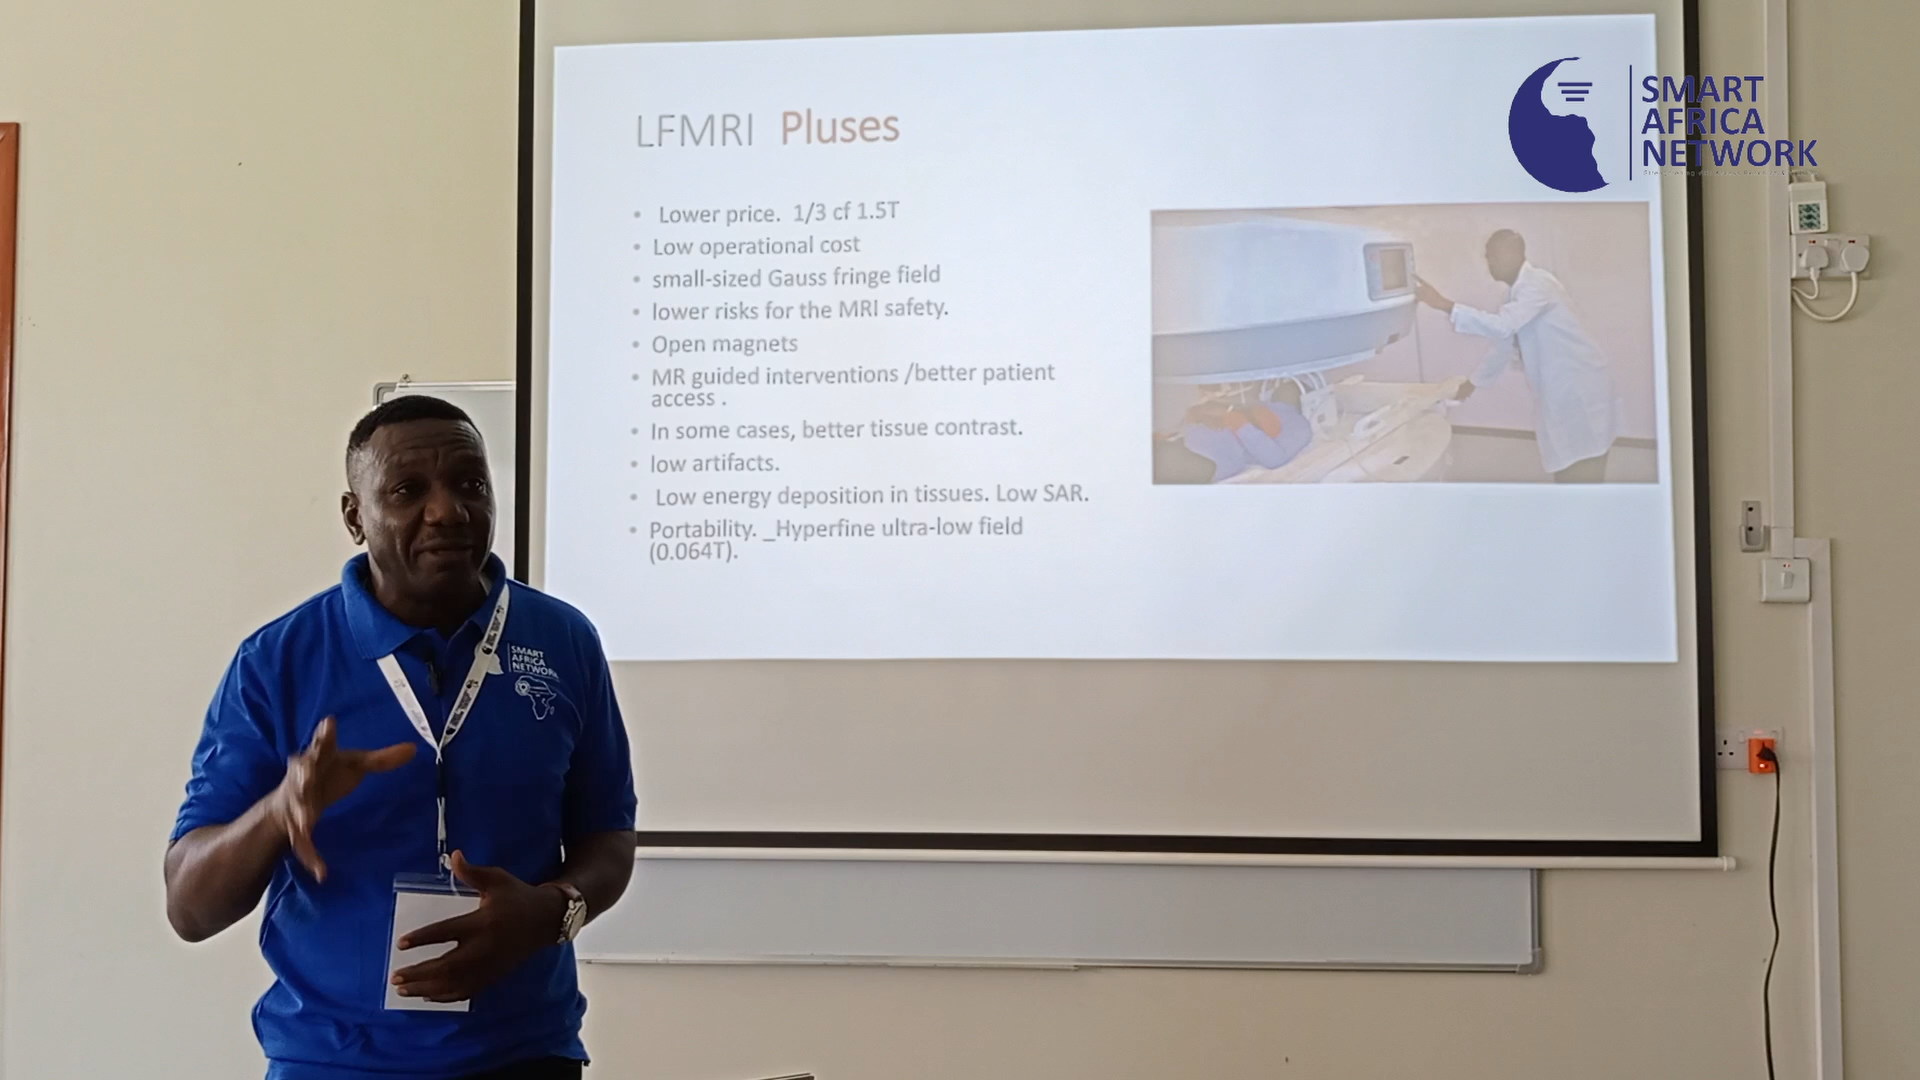 LFMRI Pluses
• Lower price. 1/3 cf 1.5T
• Low operational cost
• small-sized Gauss fringe field
• lower risks for the MRI safety.
• Open magnets
• MR guided interventions /better patient
access .
• In some cases, better tissue contrast.
• low artifacts.
• Low energy deposition in tissues. Low SAR.
• Portability. _Hyperfine ultra-low field
(0.064T).
SMART
AFRICA
NETWORK
SMART
AFRICA
NETWORK